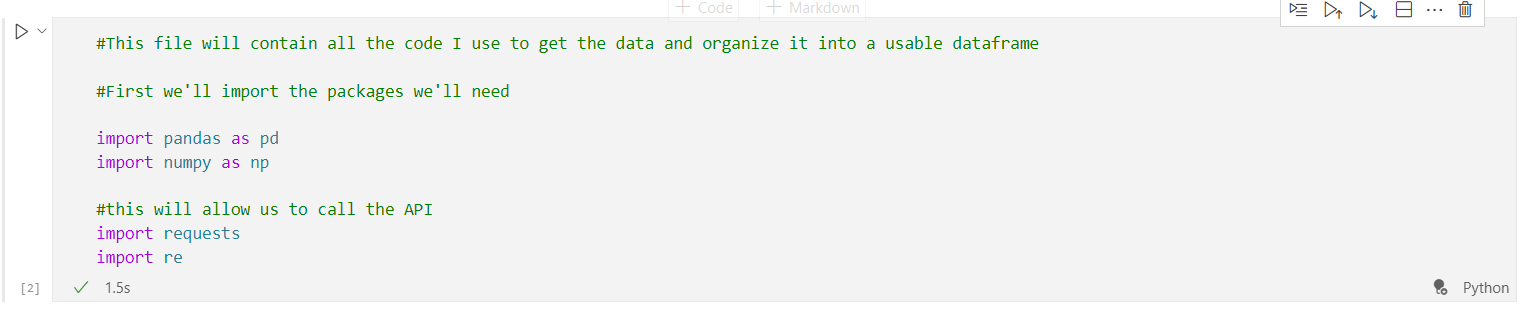 + Code + Markdown
#This file will contain all the code I use to get the data and organize it into a usable dataframe
#First we'll import the packages we'll need
import pandas as pd
import numpy as np
#this will allow us to call the API
import requests
import re
[2] ✓ 1.5s Python